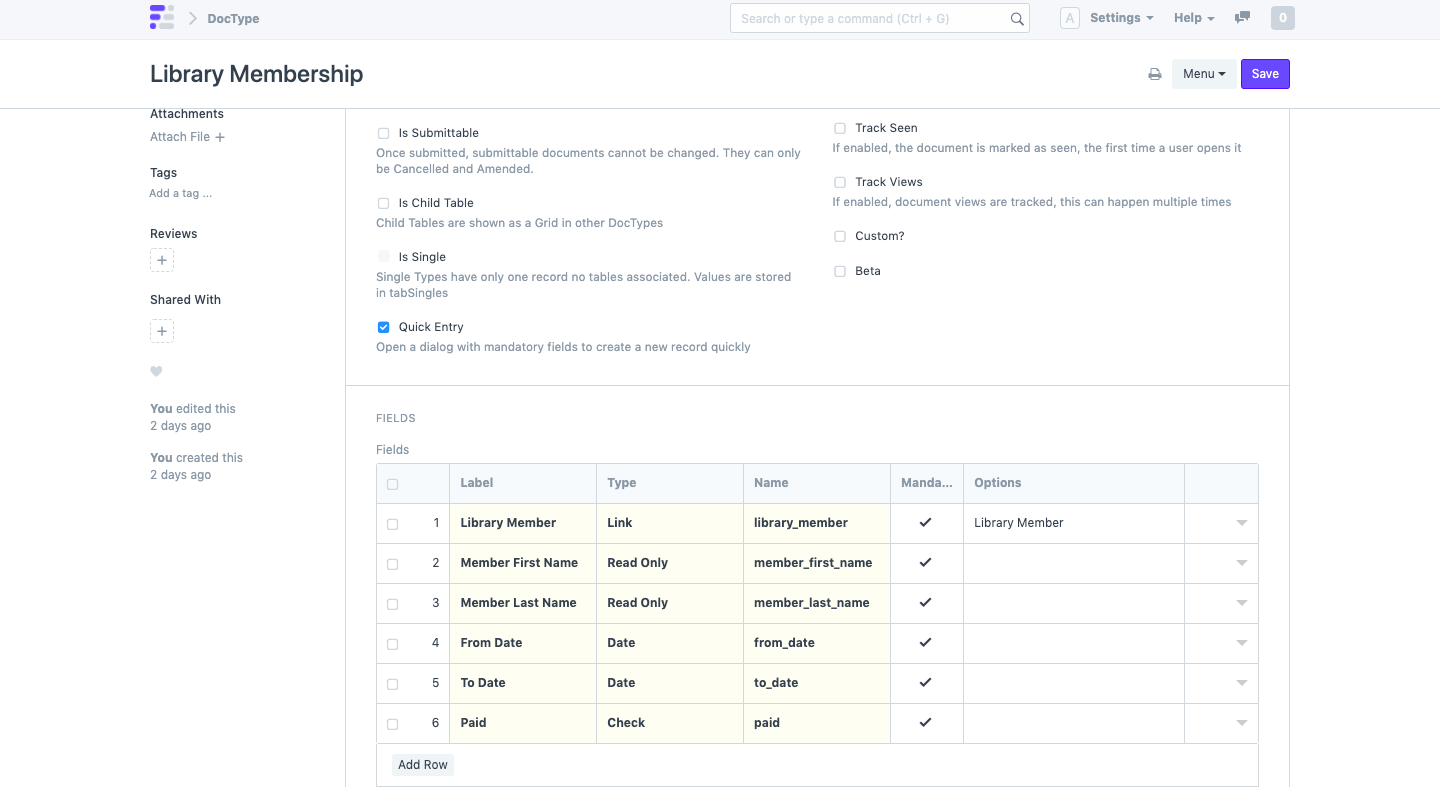 DocType
Search or type a command (Ctrl + G)
A
Settings
Help
0
Library Membership
Menu
Save
Attachments
Attach File +
Tags
Add a tag ...
Reviews
+
Shared With
+
You edited this
2 days ago
You created this
2 days ago
Is Submittable
Once submitted, submittable documents cannot be changed. They can only
be Cancelled and Amended.
Is Child Table
Child Tables are shown as a Grid in other DocTypes
Is Single
Single Types have only one record no tables associated. Values are stored
in tabSingles
Quick Entry
Open a dialog with mandatory fields to create a new record quickly
Track Seen
If enabled, the document is marked as seen, the first time a user opens it
Track Views
If enabled, document views are tracked, this can happen multiple times
Custom?
Beta
FIELDS
Fields
Label Type Name Manda... Options
1 Library Member Link library_member Library Member
2 Member First Name Read Only member_first_name
3 Member Last Name Read Only member_last_name
4 From Date Date from_date
5 To Date Date to_date
6 Paid Check paid
Add Row